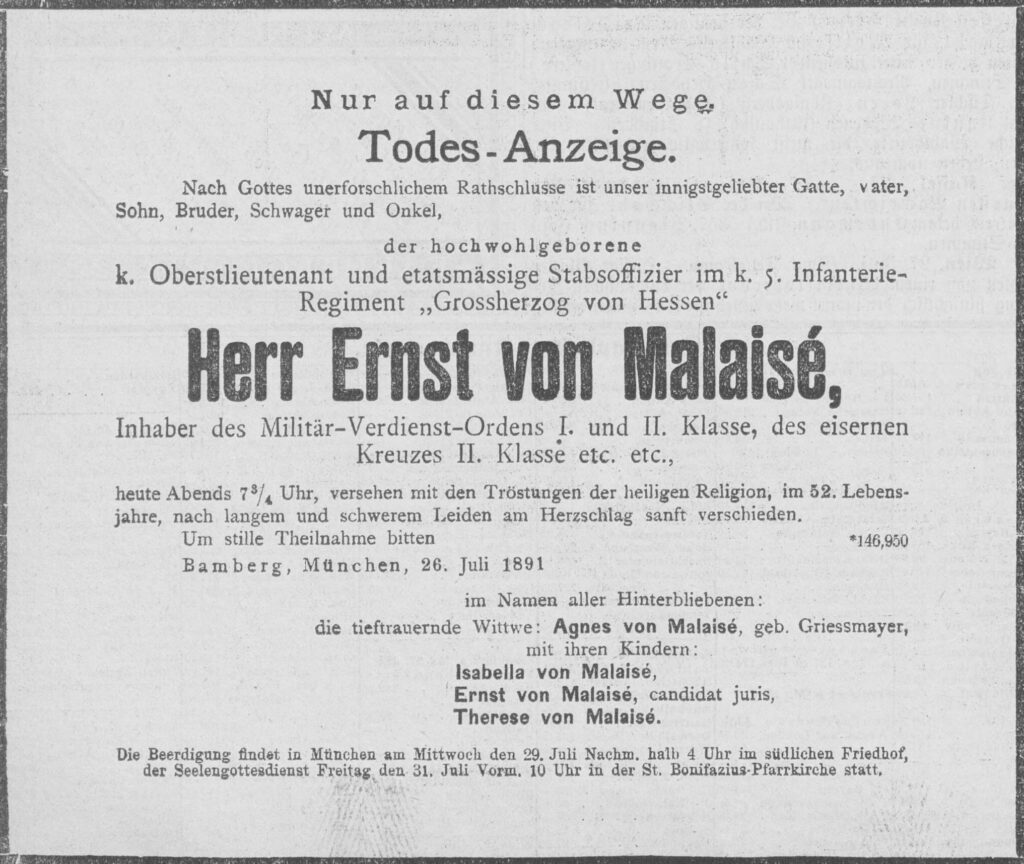 Nur auf diesem Wege.
Todes-Anzeige.
Nach Gottes unerforschlichem Rathschlusse ist unser innigstgeliebter Gatte, vater,
Sohn, Bruder, Schwager und Onkel,
der hochwohlgeborene
k. Oberstlieutenant und etatsmässige Stabsoffizier im k. 5. Infanterie-
Regiment „Grossherzog von Hessen“
Herr Ernst von Malaisé,
Inhaber des Militär-Verdienst-Ordens I. und II. Klasse, des eisernen
Kreuzes II. Klasse etc. etc.,
heute Abends 7³/₄ Uhr, versehen mit den Tröstungen der heiligen Religion, im 52. Lebens-
jahre, nach langem und schwerem Leiden am Herzschlag sanft verschieden.
Um stille Theilnahme bitten *146,950
Bamberg, München, 26. Juli 1891
im Namen aller Hinterbliebenen:
die tieftrauernde Wittwe: Agnes von Malaisé, geb. Griessmayer,
mit ihren Kindern:
Isabella von Malaisé,
Ernst von Malaisé, candidat juris,
Therese von Malaisé.
Die Beerdigung findet in München am Mittwoch den 29. Juli Nachm. halb 4 Uhr im südlichen Friedhof,
der Seelengottesdienst Freitag den 31. Juli Vorm. 10 Uhr in der St. Bonifazius-Pfarrkirche statt.